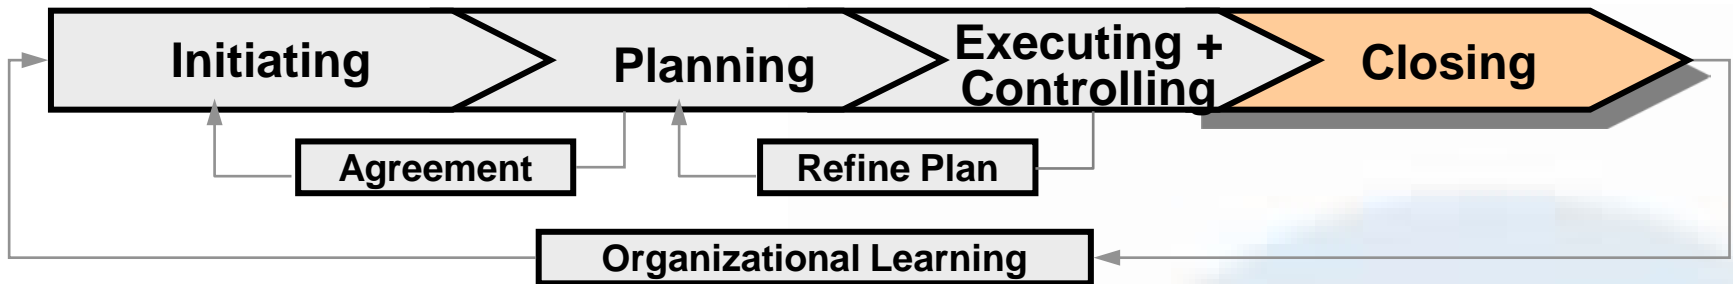 Initiating
Planning
Executing +
Controlling
Closing
Agreement
Refine Plan
Organizational Learning